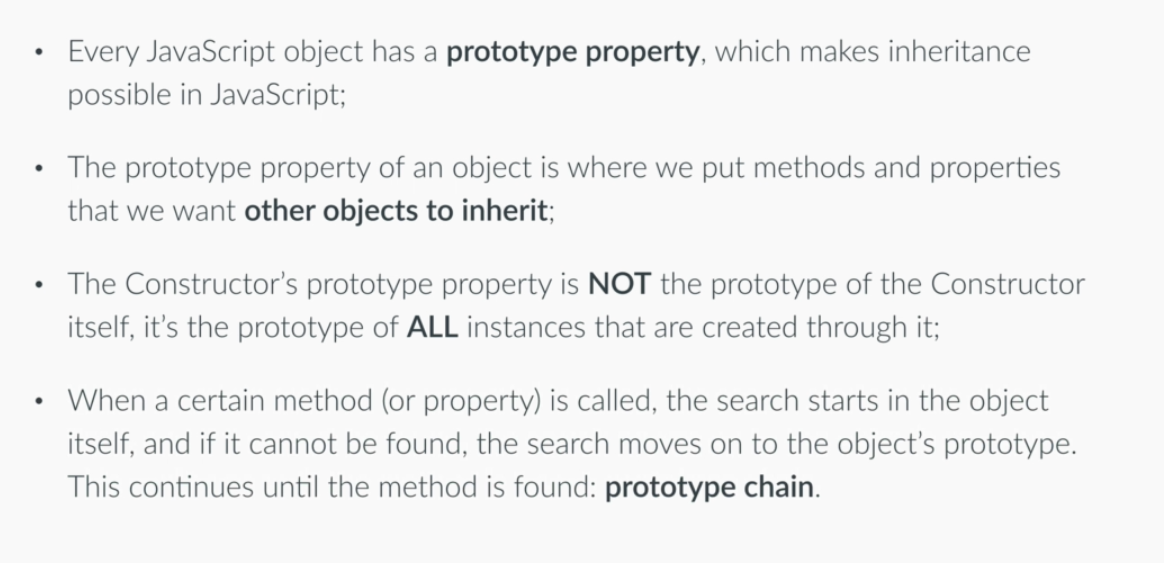 • Every JavaScript object has a prototype property, which makes inheritance
possible in JavaScript;
• The prototype property of an object is where we put methods and properties
that we want other objects to inherit;
• The Constructor’s prototype property is NOT the prototype of the Constructor
itself, it’s the prototype of ALL instances that are created through it;
• When a certain method (or property) is called, the search starts in the object
itself, and if it cannot be found, the search moves on to the object’s prototype.
This continues until the method is found: prototype chain.